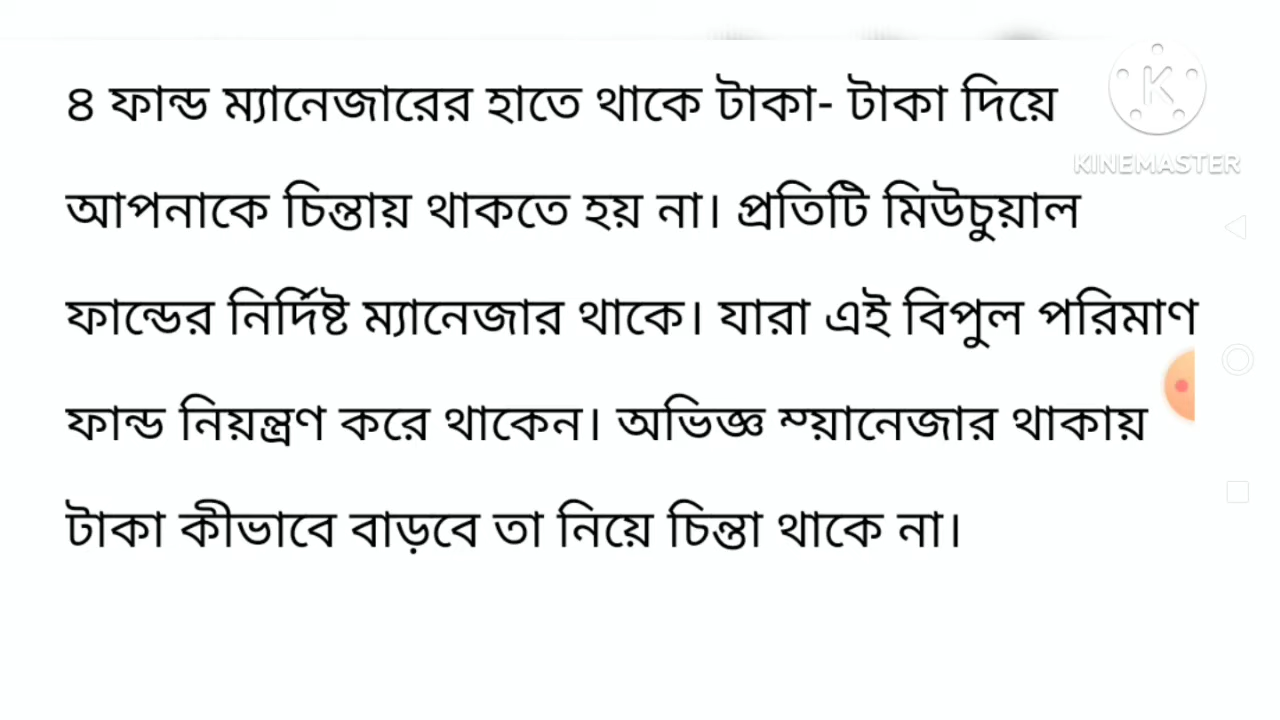 ৪ ফান্ড ম্যানেজারের হাতে থাকে টাকা- টাকা দিয়ে
আপনাকে চিন্তায় থাকতে হয় না। প্রতিটি মিউচুয়াল
ফান্ডের নির্দিষ্ট ম্যানেজার থাকে। যারা এই বিপুল পরিমাণ
ফান্ড নিয়ন্ত্রণ করে থাকেন। অভিজ্ঞ ম্য়ানেজার থাকায়
টাকা কীভাবে বাড়বে তা নিয়ে চিন্তা থাকে না।
K
KINEMASTER